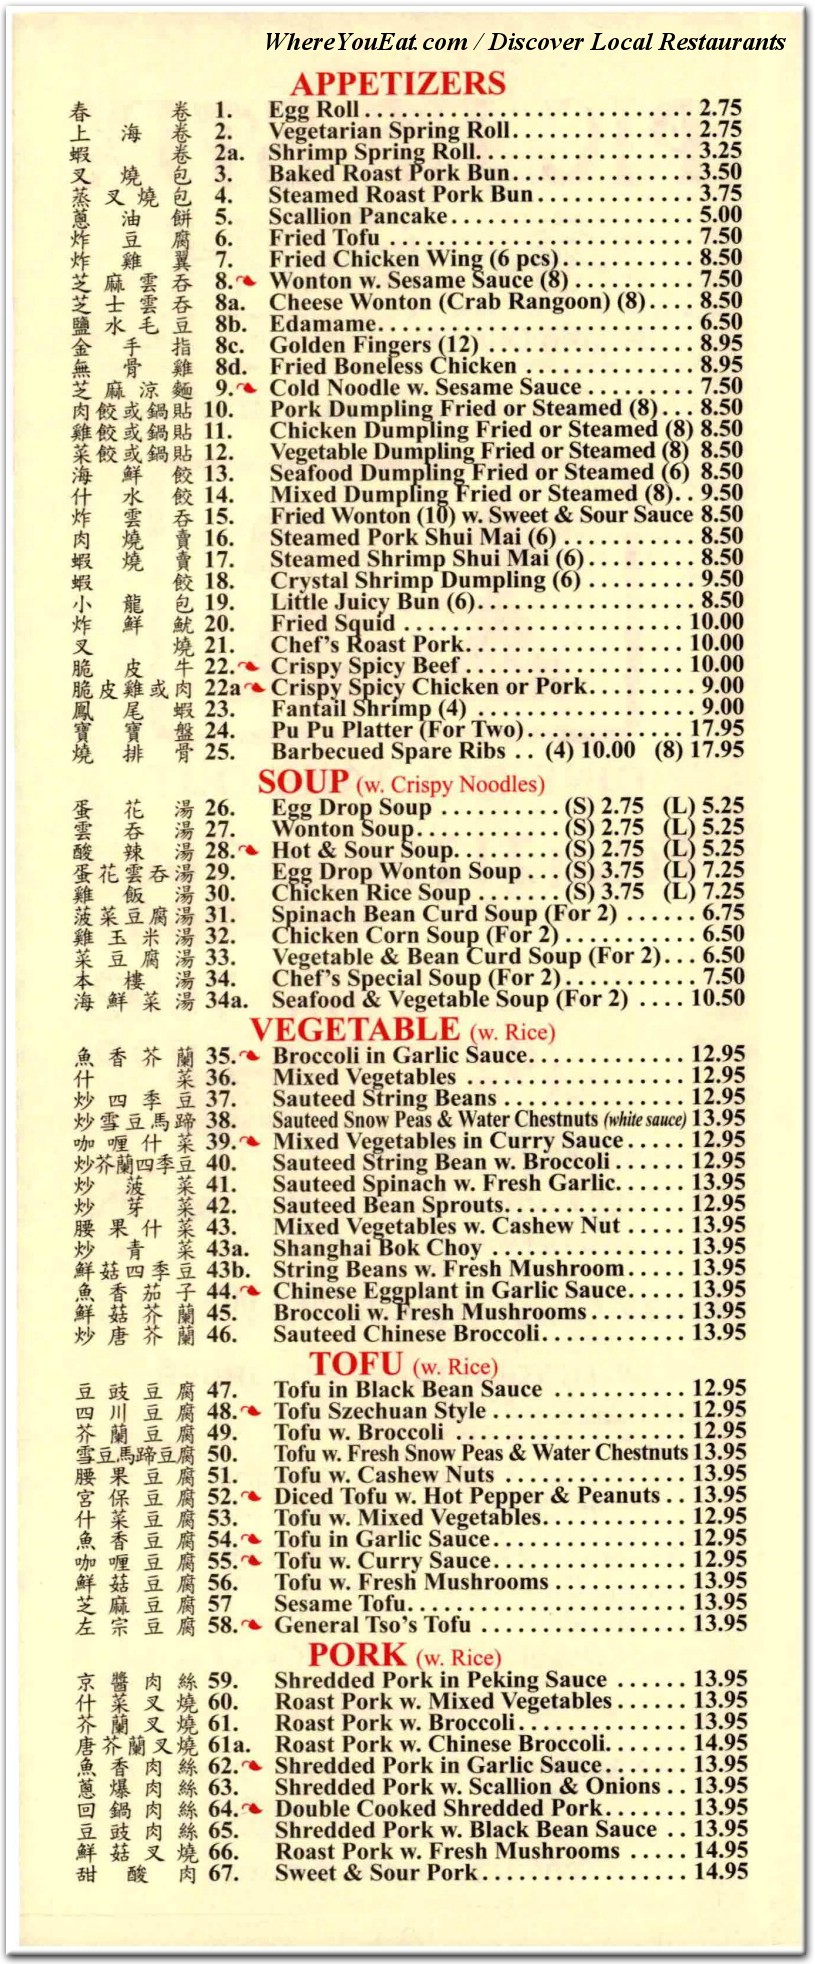 WhereYouEat.com / Discover Local Restaurants
APPETIZERS
春卷 1. Egg Roll 2.75
上海卷 2. Vegetarian Spring Roll 2.75
蝦卷 2a. Shrimp Spring Roll 3.25
叉燒包 3. Baked Roast Pork Bun 3.50
蒸叉燒包 4. Steamed Roast Pork Bun 3.75
蔥油餅 5. Scallion Pancake 5.00
炸豆腐 6. Fried Tofu 7.50
炸雞翼 7. Fried Chicken Wing (6 pcs) 8.50
芝麻雲吞 8. Wonton w. Sesame Sauce (8) 7.50
芝士雲吞 8a. Cheese Wonton (Crab Rangoon) (8) 8.50
鹽水毛豆 8b. Edamame 6.50
金手指 8c. Golden Fingers (12) 8.95
無骨雞 8d. Fried Boneless Chicken 8.95
芝麻涼麵 9. Cold Noodle w. Sesame Sauce 7.50
肉餃或鍋貼 10. Pork Dumpling Fried or Steamed (8) 8.50
雞餃或鍋貼 11. Chicken Dumpling Fried or Steamed (8) 8.50
菜餃或鍋貼 12. Vegetable Dumpling Fried or Steamed (8) 8.50
海鮮餃 13. Seafood Dumpling Fried or Steamed (6) 8.50
什水餃 14. Mixed Dumpling Fried or Steamed (8) 9.50
炸雲吞 15. Fried Wonton (10) w. Sweet & Sour Sauce 8.50
肉燒賣 16. Steamed Pork Shui Mai (6) 8.50
蝦燒賣 17. Steamed Shrimp Shui Mai (6) 8.50
蝦餃 18. Crystal Shrimp Dumpling (6) 9.50
小龍包 19. Little Juicy Bun (6) 8.50
炸鮮魷 20. Fried Squid 10.00
叉燒 21. Chef's Roast Pork 10.00
脆皮牛 22. Crispy Spicy Beef 10.00
脆皮雞或肉 22a Crispy Spicy Chicken or Pork 9.00
鳳尾蝦 23. Fantail Shrimp (4) 9.00
寶寶盤 24. Pu Pu Platter (For Two) 17.95
燒排骨 25. Barbecued Spare Ribs .. (4) 10.00 (8) 17.95
SOUP (w. Crispy Noodles)
蛋花湯 26. Egg Drop Soup (S) 2.75 (L) 5.25
雲吞湯 27. Wonton Soup (S) 2.75 (L) 5.25
酸辣湯 28. Hot & Sour Soup (S) 2.75 (L) 5.25
蛋花雲吞湯 29. Egg Drop Wonton Soup (S) 3.75 (L) 7.25
雞飯湯 30. Chicken Rice Soup (S) 3.75 (L) 7.25
菠菜豆腐湯 31. Spinach Bean Curd Soup (For 2) 6.75
雞玉米湯 32. Chicken Corn Soup (For 2) 6.50
菜豆腐湯 33. Vegetable & Bean Curd Soup (For 2) 6.50
本樓湯 34. Chef's Special Soup (For 2) 7.50
海鮮菜湯 34a. Seafood & Vegetable Soup (For 2) 10.50
VEGETABLE (w. Rice)
魚香芥蘭 35. Broccoli in Garlic Sauce 12.95
什菜 36. Mixed Vegetables 12.95
炒四季豆 37. Sauteed String Beans 12.95
炒雪豆馬蹄 38. Sauteed Snow Peas & Water Chestnuts (white sauce) 13.95
咖喱什菜 39. Mixed Vegetables in Curry Sauce 12.95
炒芥蘭四季豆 40. Sauteed String Bean w. Broccoli 12.95
炒菠菜 41. Sauteed Spinach w. Fresh Garlic 13.95
炒芽菜 42. Sauteed Bean Sprouts 12.95
腰果什菜 43. Mixed Vegetables w. Cashew Nut 13.95
炒青菜 43a. Shanghai Bok Choy 13.95
鮮菇四季豆 43b. String Beans w. Fresh Mushroom 13.95
魚香茄子 44. Chinese Eggplant in Garlic Sauce 13.95
鮮菇芥蘭 45. Broccoli w. Fresh Mushrooms 13.95
炒唐芥蘭 46. Sauteed Chinese Broccoli 13.95
TOFU (w. Rice)
豆豉豆腐 47. Tofu in Black Bean Sauce 12.95
四川豆腐 48. Tofu Szechuan Style 12.95
芥蘭豆腐 49. Tofu w. Broccoli 12.95
雪豆馬蹄豆腐 50. Tofu w. Fresh Snow Peas & Water Chestnuts 13.95
腰果豆腐 51. Tofu w. Cashew Nuts 13.95
宮保豆腐 52. Diced Tofu w. Hot Pepper & Peanuts 13.95
什菜豆腐 53. Tofu w. Mixed Vegetables 12.95
魚香豆腐 54. Tofu in Garlic Sauce 12.95
咖喱豆腐 55. Tofu w. Curry Sauce 12.95
鮮菇豆腐 56. Tofu w. Fresh Mushrooms 13.95
芝麻豆腐 57 Sesame Tofu 13.95
左宗豆腐 58. General Tso's Tofu 13.95
PORK (w. Rice)
京醬肉絲 59. Shredded Pork in Peking Sauce 13.95
什菜叉燒 60. Roast Pork w. Mixed Vegetables 13.95
芥蘭叉燒 61. Roast Pork w. Broccoli 13.95
唐芥蘭叉燒 61a. Roast Pork w. Chinese Broccoli 14.95
魚香肉絲 62. Shredded Pork in Garlic Sauce 13.95
蔥爆肉絲 63. Shredded Pork w. Scallion & Onions 13.95
回鍋肉絲 64. Double Cooked Shredded Pork 13.95
豆豉肉絲 65. Shredded Pork w. Black Bean Sauce 13.95
鮮菇叉燒 66. Roast Pork w. Fresh Mushrooms 14.95
甜酸肉 67. Sweet & Sour Pork 14.95